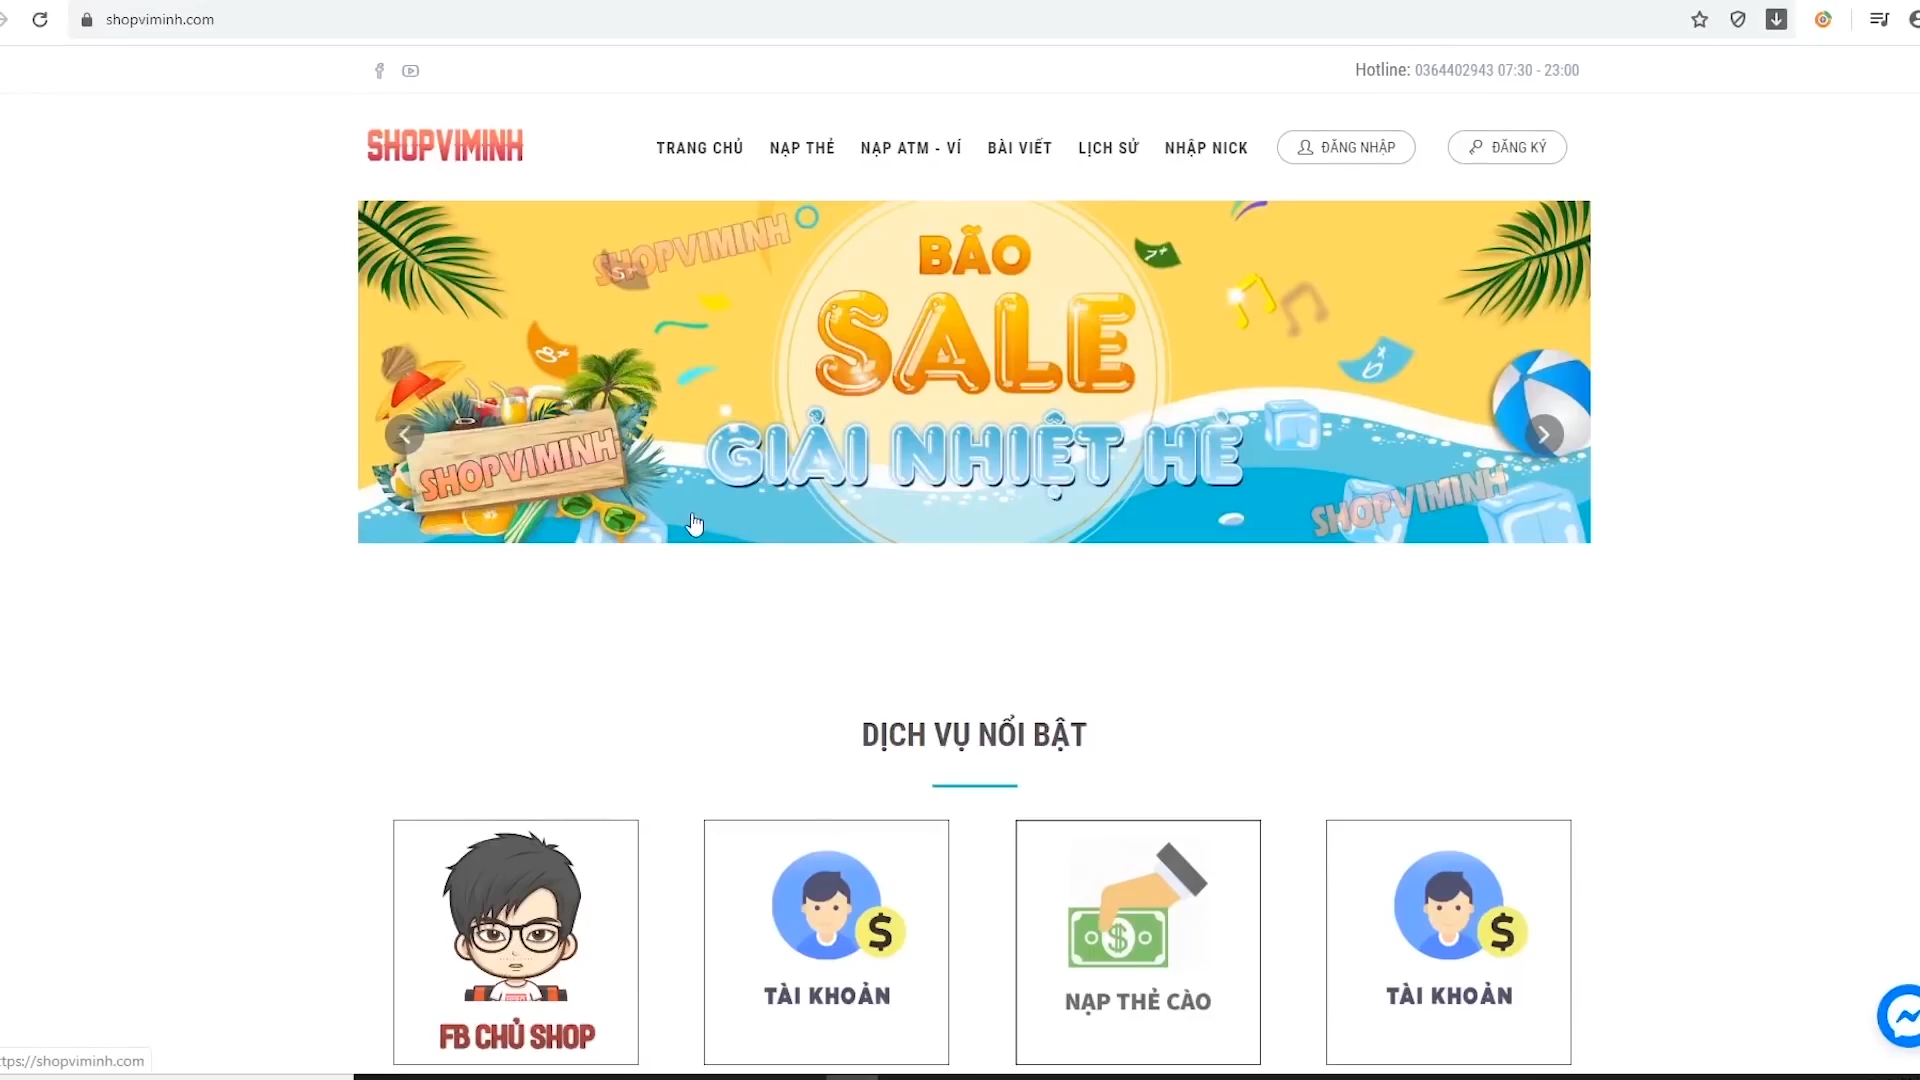 shopviminh.com
Hotline: 0364402943 07:30 - 23:00
SHOPVIMINH
TRANG CHỦ
NẠP THẺ
NẠP ATM - VÍ
BÀI VIẾT
LỊCH SỬ
NHẬP NICK
ĐĂNG NHẬP
ĐĂNG KÝ
SHOPVIMINH
BÃO
SALE
GIẢI NHIỆT HÈ
SHOPVIMINH
SHOPVIMINH
DỊCH VỤ NỔI BẬT
FB CHỦ SHOP
TÀI KHOẢN
NẠP THẺ CÀO
TÀI KHOẢN
ttps://shopviminh.com